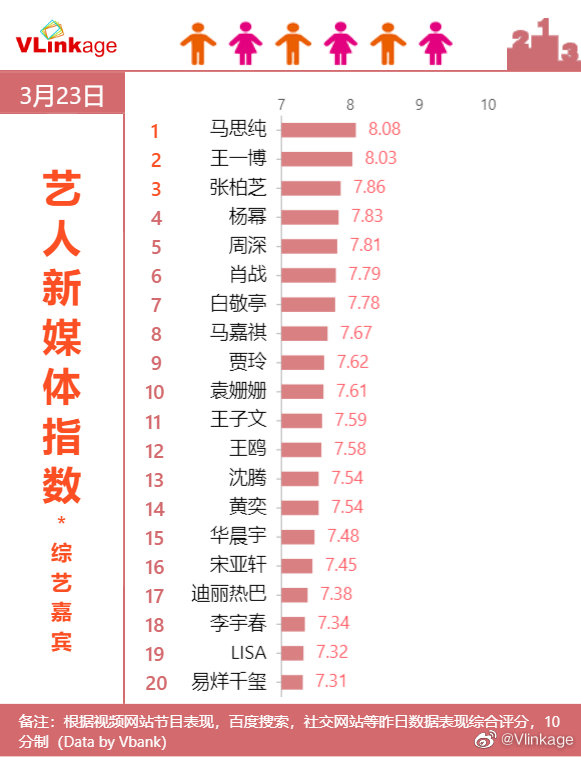 VLinkage
1
2
3
3月23日
艺人新媒体指数
*综艺嘉宾
7 8 9 10
1 马思纯 8.08
2 王一博 8.03
3 张柏芝 7.86
4 杨幂 7.83
5 周深 7.81
6 肖战 7.79
7 白敬亭 7.78
8 马嘉祺 7.67
9 贾玲 7.62
10 袁姗姗 7.61
11 王子文 7.59
12 王鸥 7.58
13 沈腾 7.54
14 黄奕 7.54
15 华晨宇 7.48
16 宋亚轩 7.45
17 迪丽热巴 7.38
18 李宇春 7.34
19 LISA 7.32
20 易烊千玺 7.31
备注：根据视频网站节目表现，百度搜索，社交网站等昨日数据表现综合评分，10
分制（Data by Vbank）
@Vlinkage